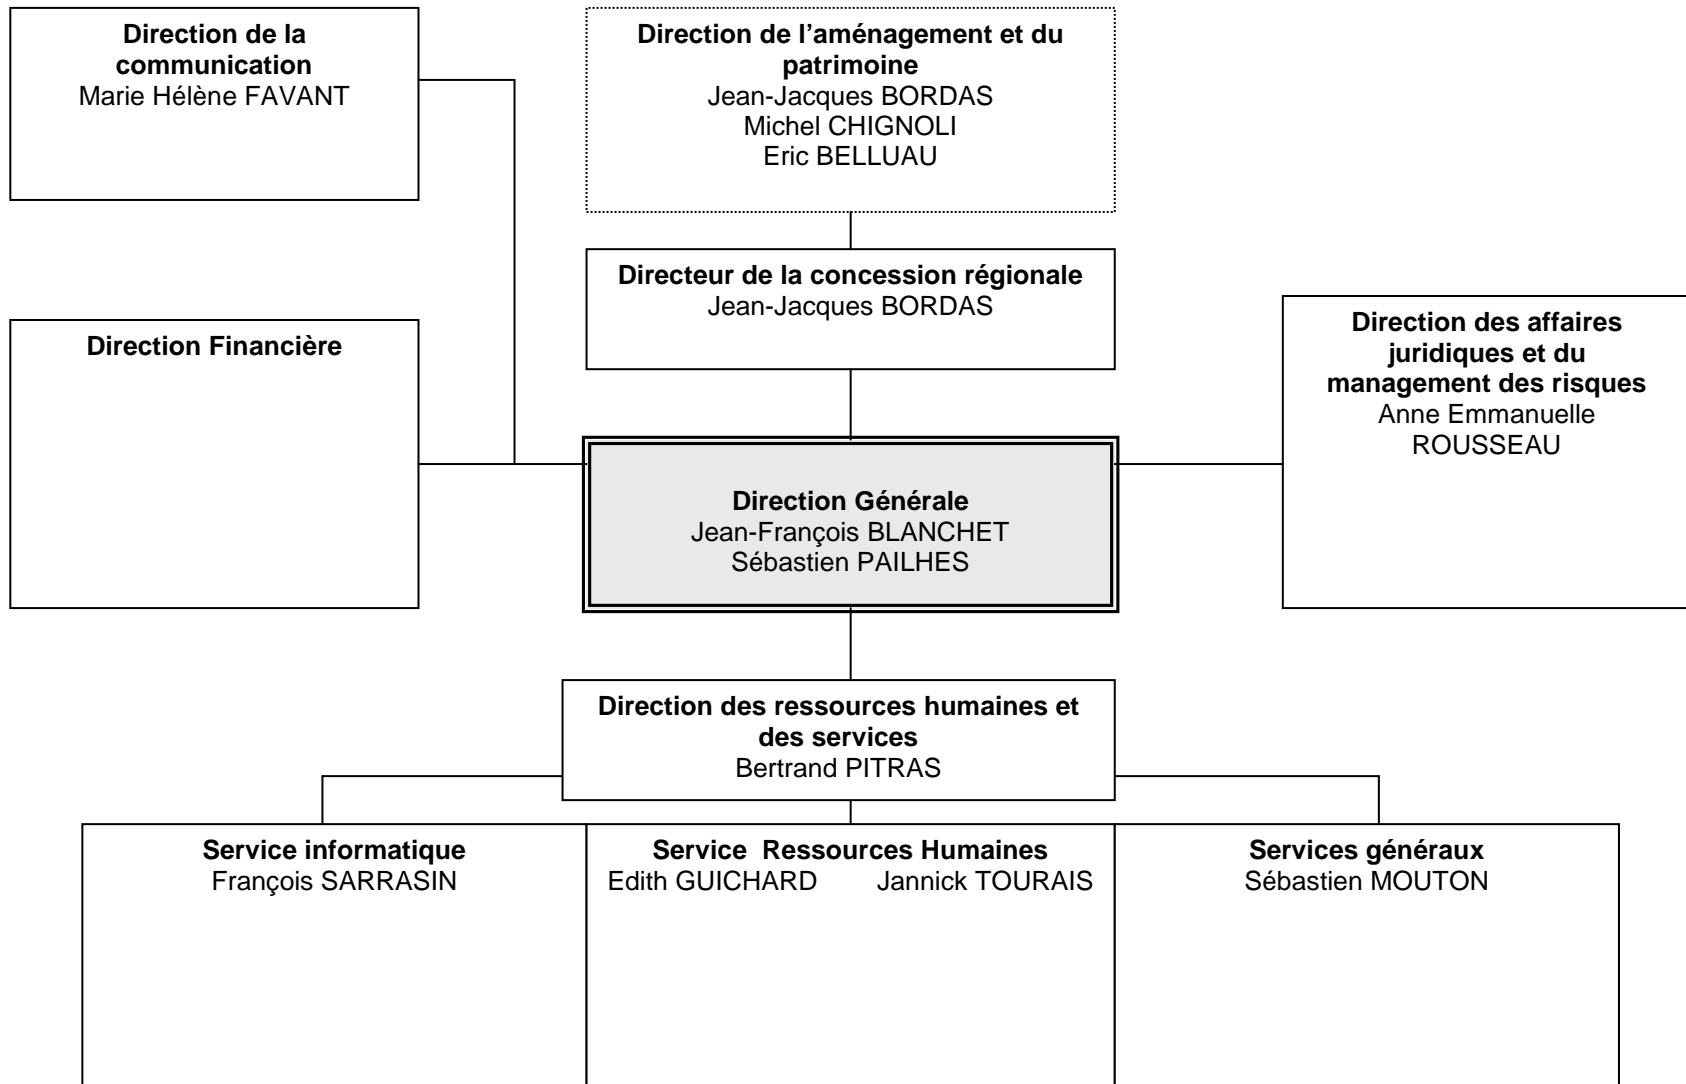 Direction de la
communication
Marie Hélène FAVANT
Direction de l'aménagement et du
patrimoine
Jean-Jacques BORDAS
Michel CHIGNOLI
Eric BELLUAU
Directeur de la concession régionale
Jean-Jacques BORDAS
Direction Financière
Direction des affaires
juridiques et du
management des risques
Anne Emmanuelle
ROUSSEAU
Direction Générale
Jean-François BLANCHET
Sébastien PAILHES
Direction des ressources humaines et
des services
Bertrand PITRAS
Service informatique
François SARRASIN
Service  Ressources Humaines
Edith GUICHARD Jannick TOURAIS
Services généraux
Sébastien MOUTON